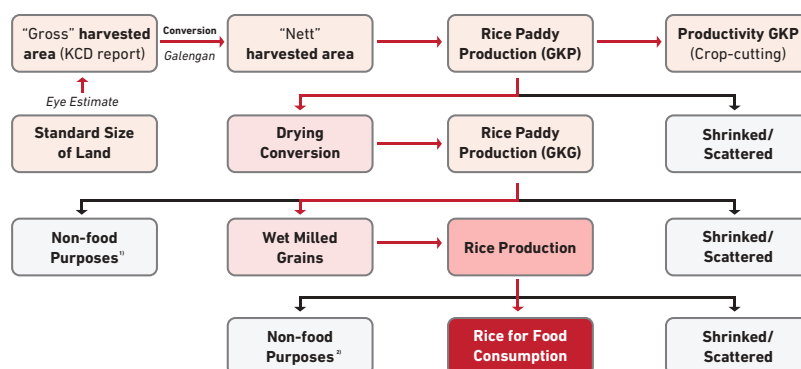 “Gross” harvested
area (KCD report)
Conversion
Galengan
“Nett”
harvested area
Rice Paddy
Production (GKP)
Productivity GKP
(Crop-cutting)
Eye Estimate
Standard Size
of Land
Drying
Conversion
Rice Paddy
Production (GKG)
Shrinked/
Scattered
Non-food
Purposes¹⁾
Wet Milled
Grains
Rice Production
Shrinked/
Scattered
Non-food
Purposes ²⁾
Rice for Food
Consumption
Shrinked/
Scattered